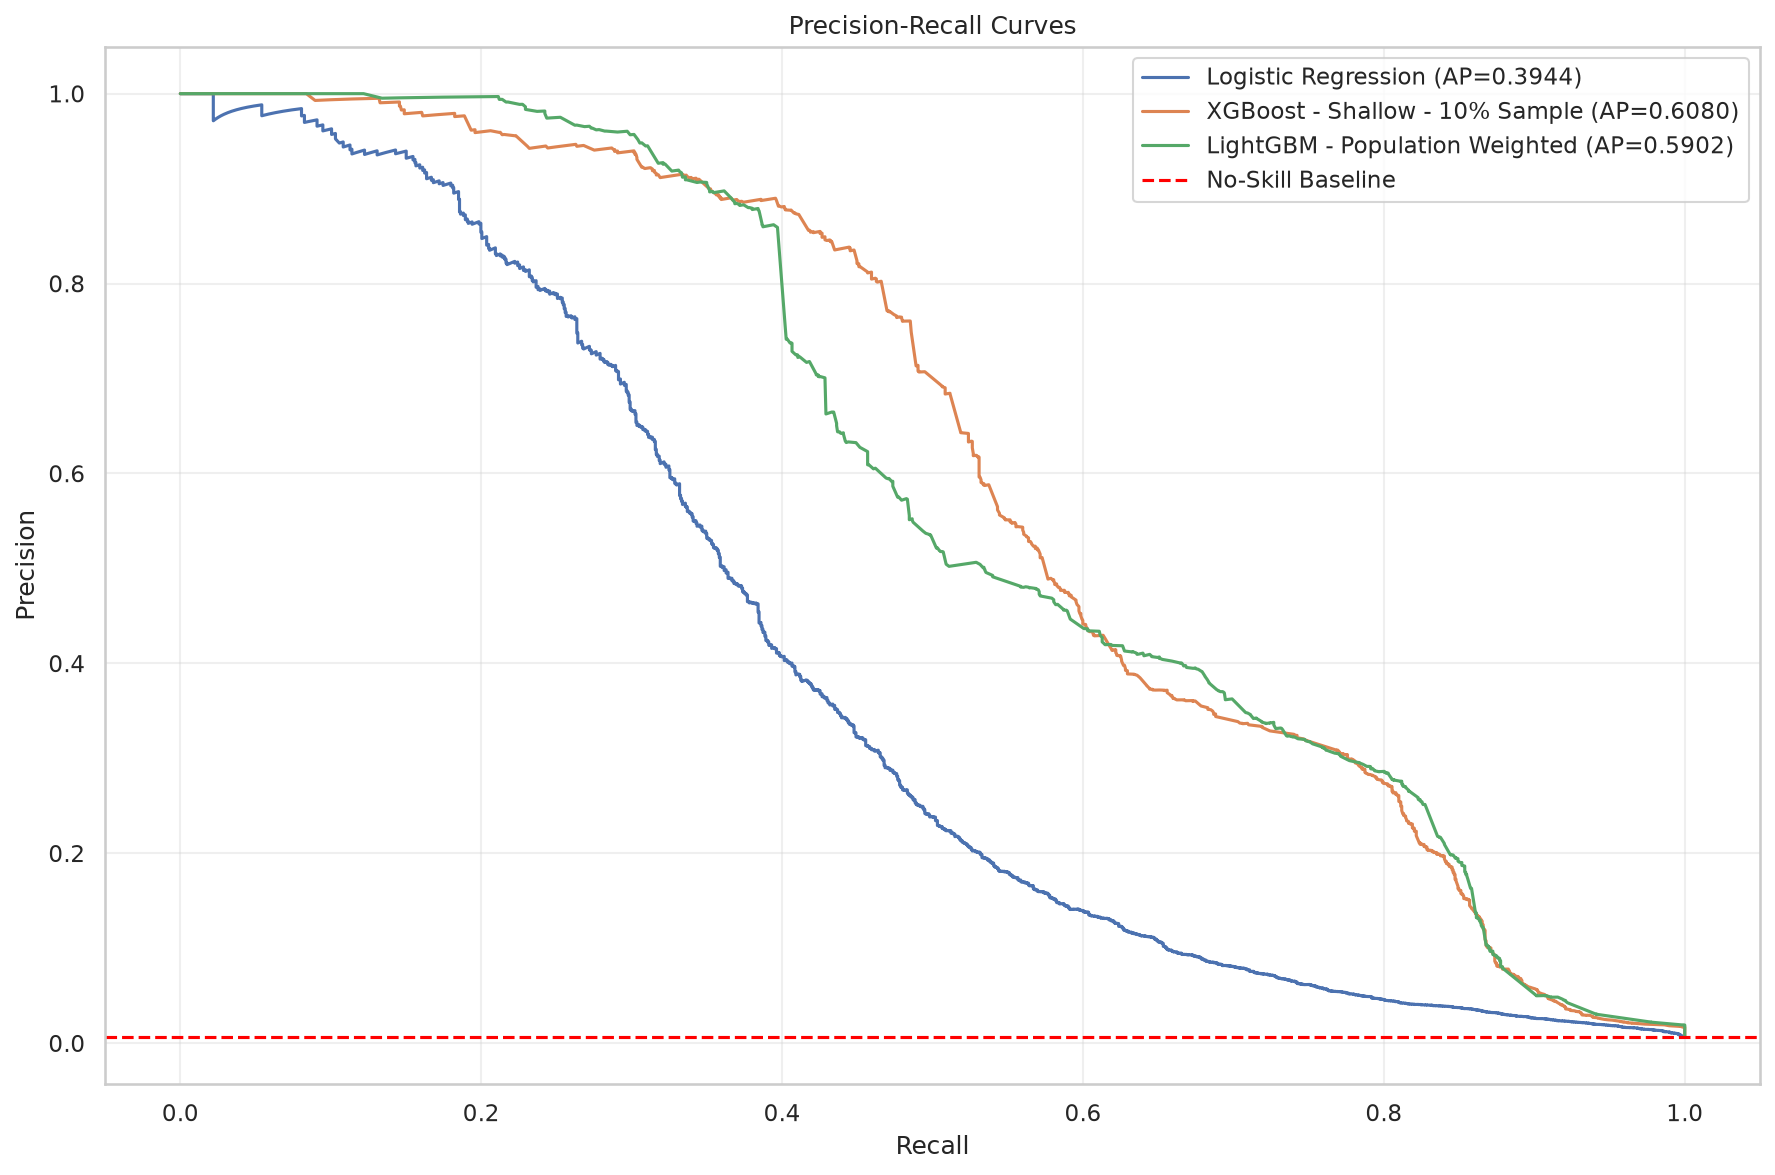 Precision-Recall Curves
Logistic Regression (AP=0.3944)
XGBoost - Shallow - 10% Sample (AP=0.6080)
LightGBM - Population Weighted (AP=0.5902)
No-Skill Baseline
Precision
1.0
0.8
0.6
0.4
0.2
0.0
0.0 0.2 0.4 0.6 0.8 1.0
Recall